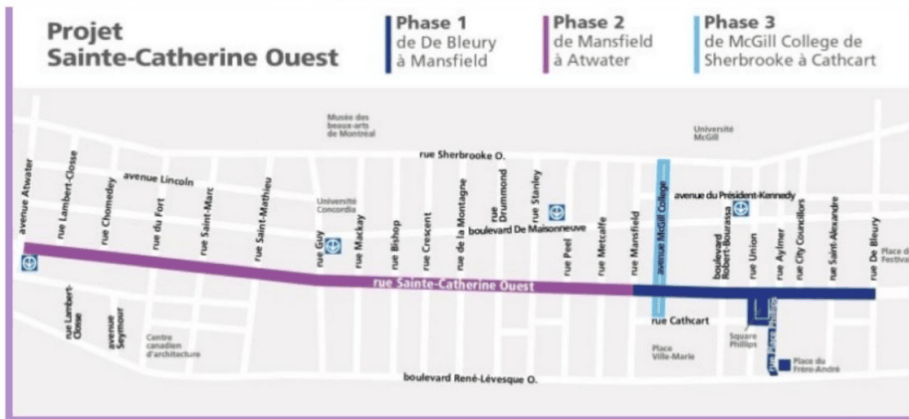 Projet
Sainte-Catherine Ouest
Phase 1
de De Bleury
à Mansfield
Phase 2
de Mansfield
à Atwater
Phase 3
de McGill College de
Sherbrooke à Cathcart
Musée des
beaux-arts
de Montréal
Université
McGill
rue Sherbrooke O.
avenue Atwater
rue Lambert-Closse
rue Chomedey
avenue Lincoln
rue du Fort
rue Saint-Marc
rue Saint-Mathieu
Université
Concordia
rue Guy
rue Mackay
rue Bishop
rue Crescent
rue de la Montagne
rue
Drummond
rue Stanley
boulevard De Maisonneuve
rue Peel
rue Metcalfe
rue Mansfield
avenue McGill College
avenue du Président-Kennedy
boulevard
Robert-Bourassa
rue Union
rue Aylmer
rue City Councillors
rue Saint-Alexandre
rue De Bleury
Place d
Festival
rue Sainte-Catherine Ouest
rue Lambert-
Closse
avenue
Seymour
Centre
canadien
d'architecture
rue Cathcart
Place
Ville-Marie
Square
Phillips
rue Place Phillips
Place du
Frère-André
boulevard René-Lévesque O.